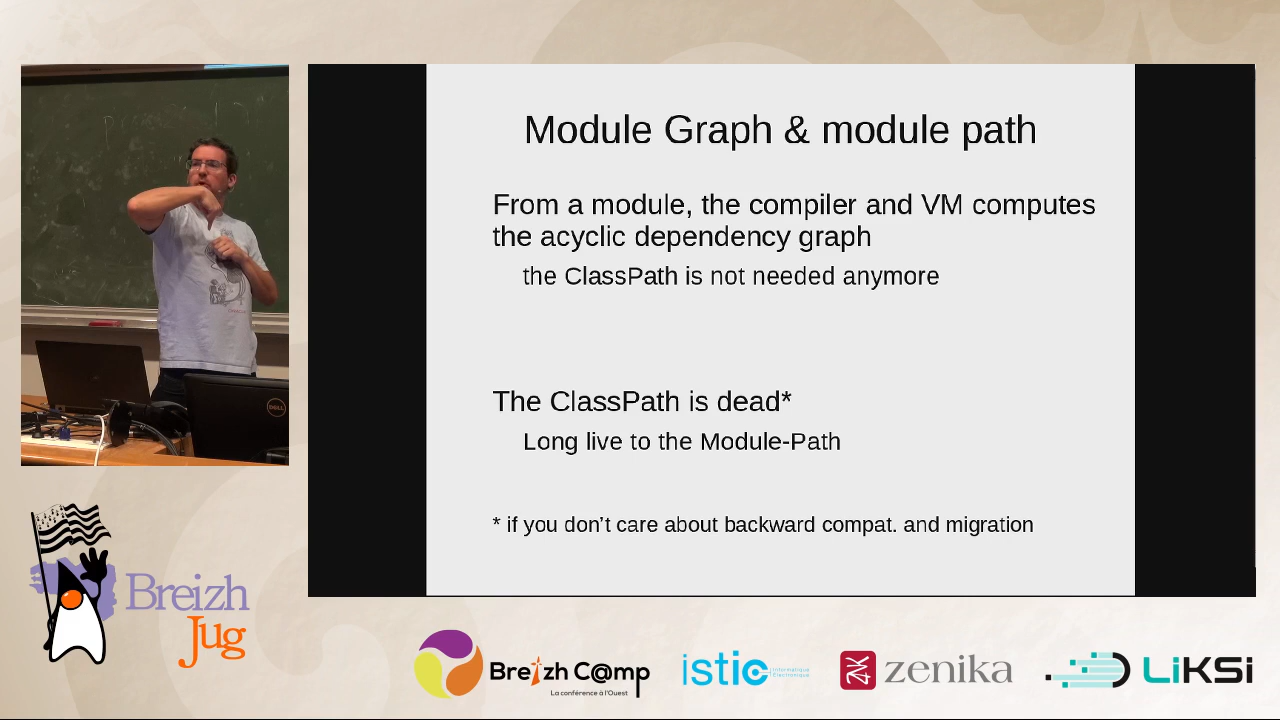 Module Graph & module path
From a module, the compiler and VM computes
the acyclic dependency graph
the ClassPath is not needed anymore
The ClassPath is dead*
Long live to the Module-Path
* if you don't care about backward compat. and migration
DELL
Breizh
Jug
Breizh C@mp
La conférence à l'Ouest
istic
Informatique
Électronique
zenika
LiKSi